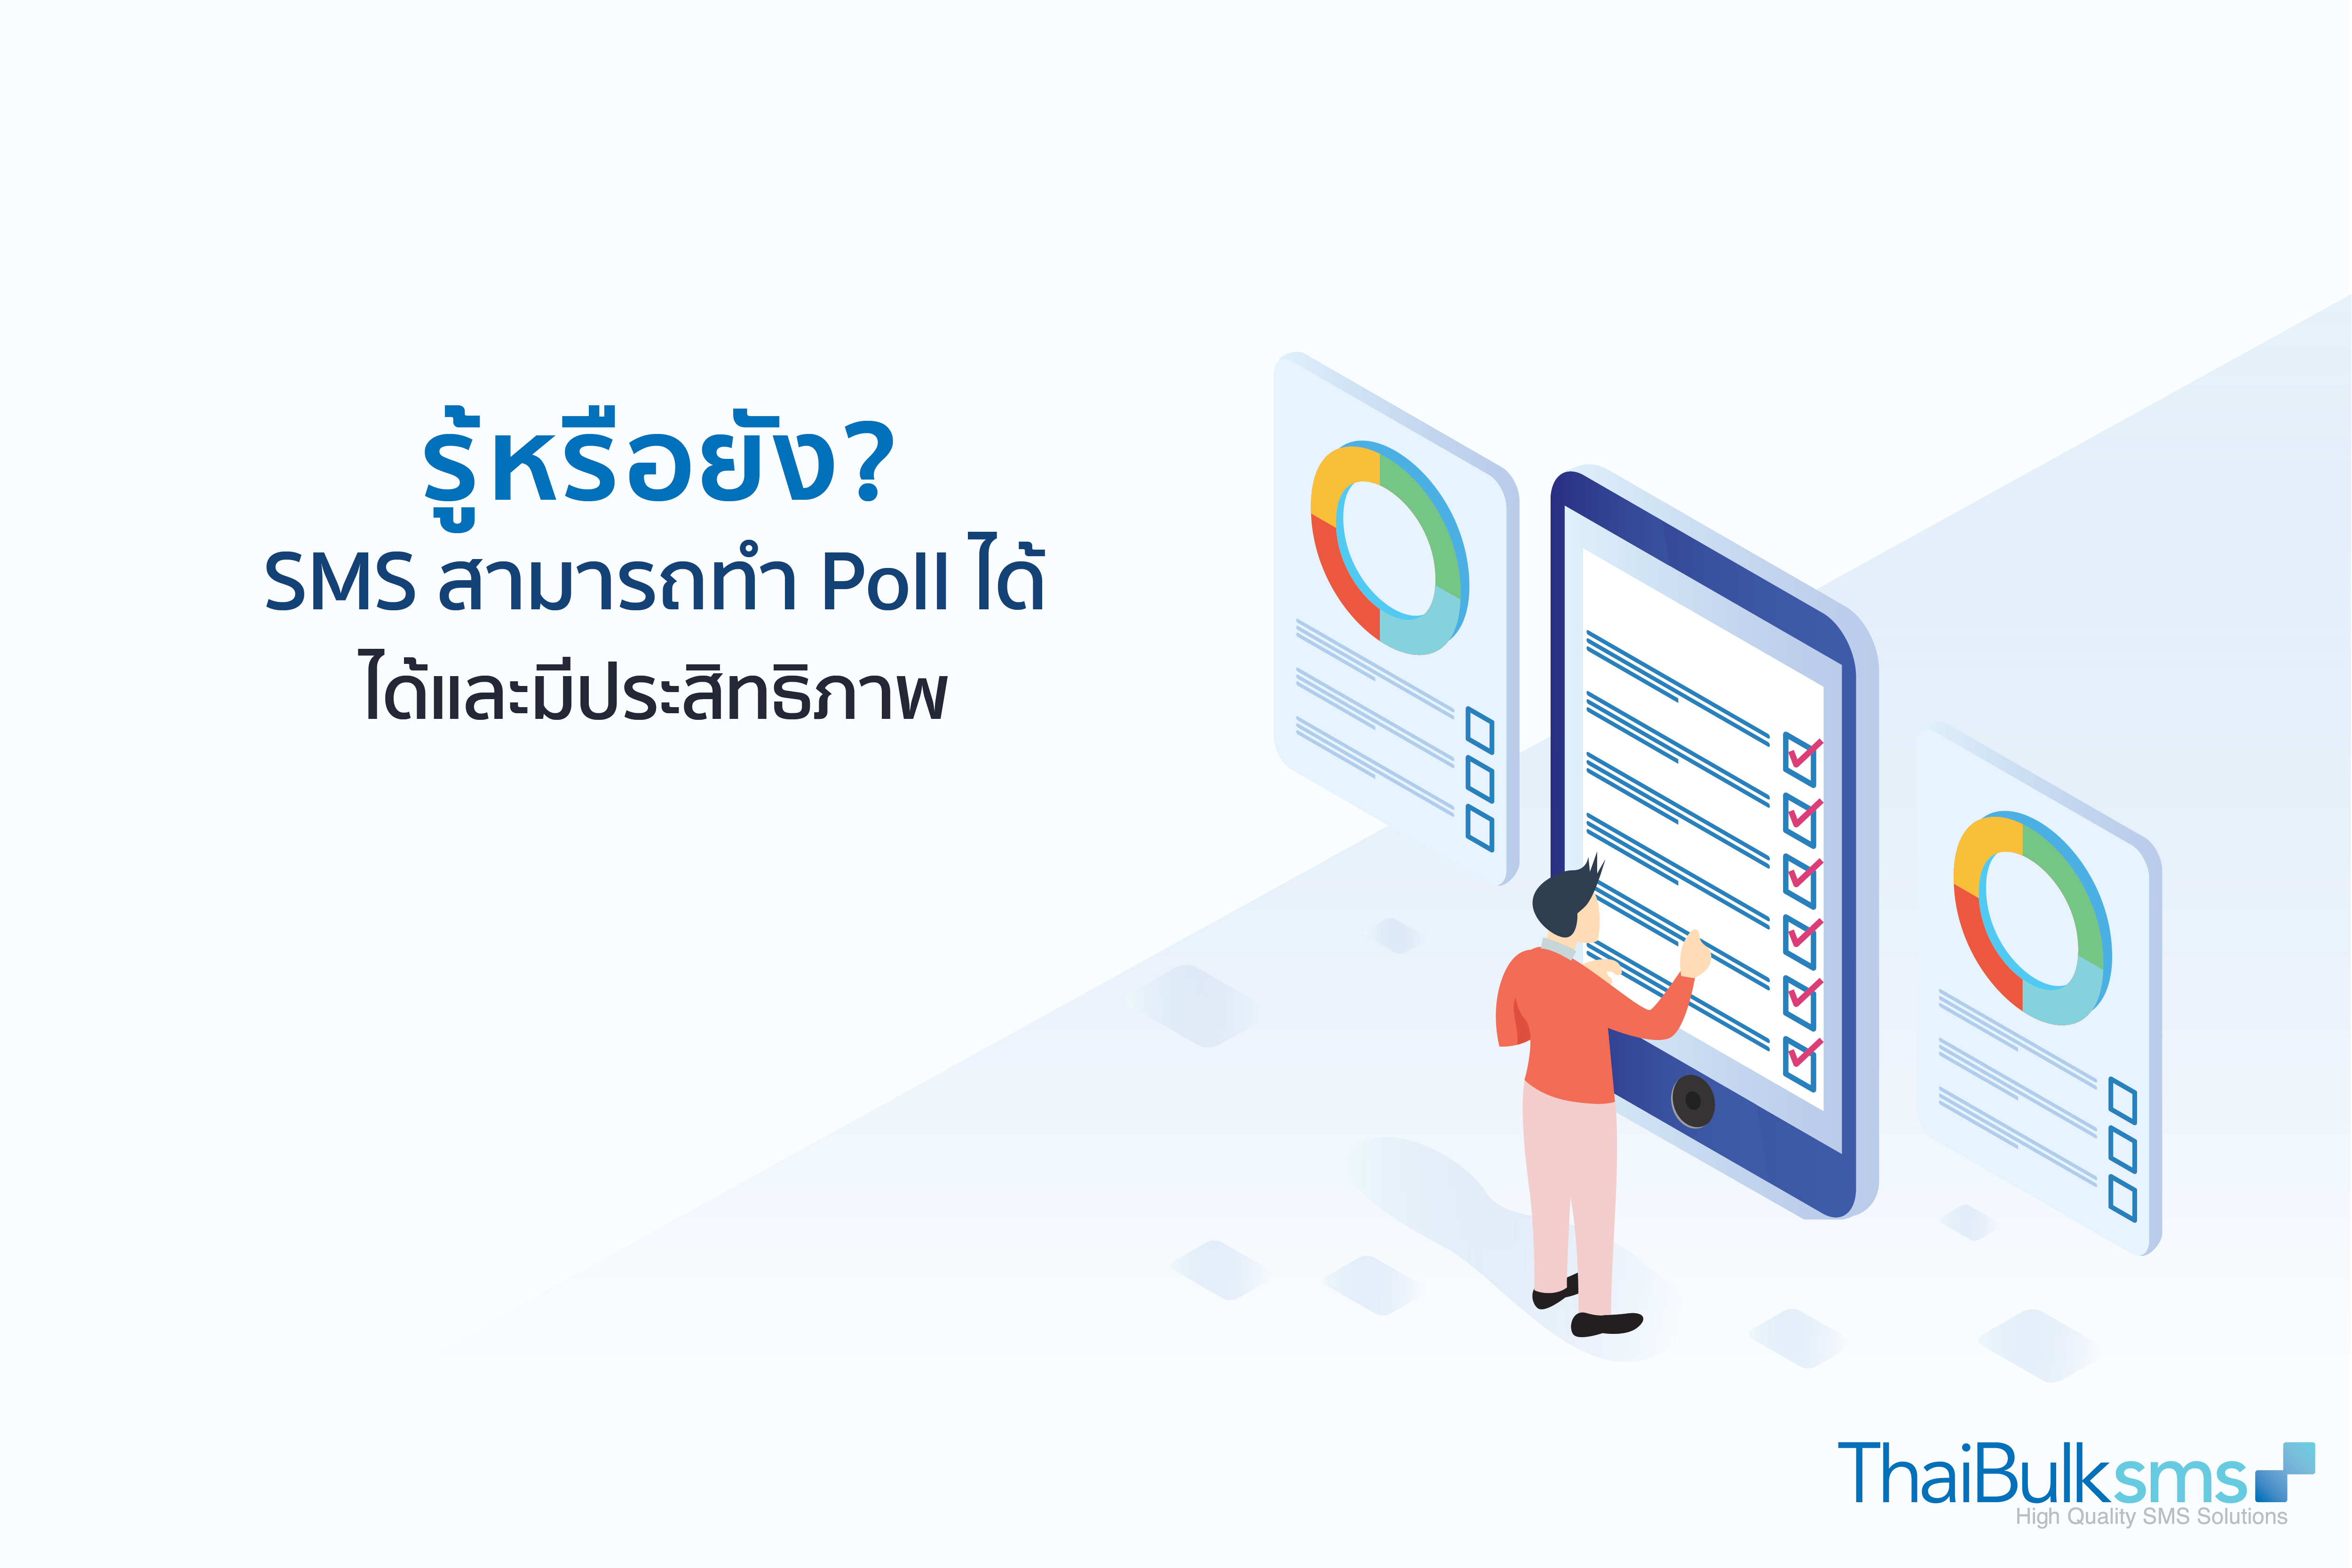 รู้หรือยัง?
SMS สามารถทำ Poll ได้
ได้และมีประสิทธิภาพ
ThaiBulksms
High Quality SMS Solutions